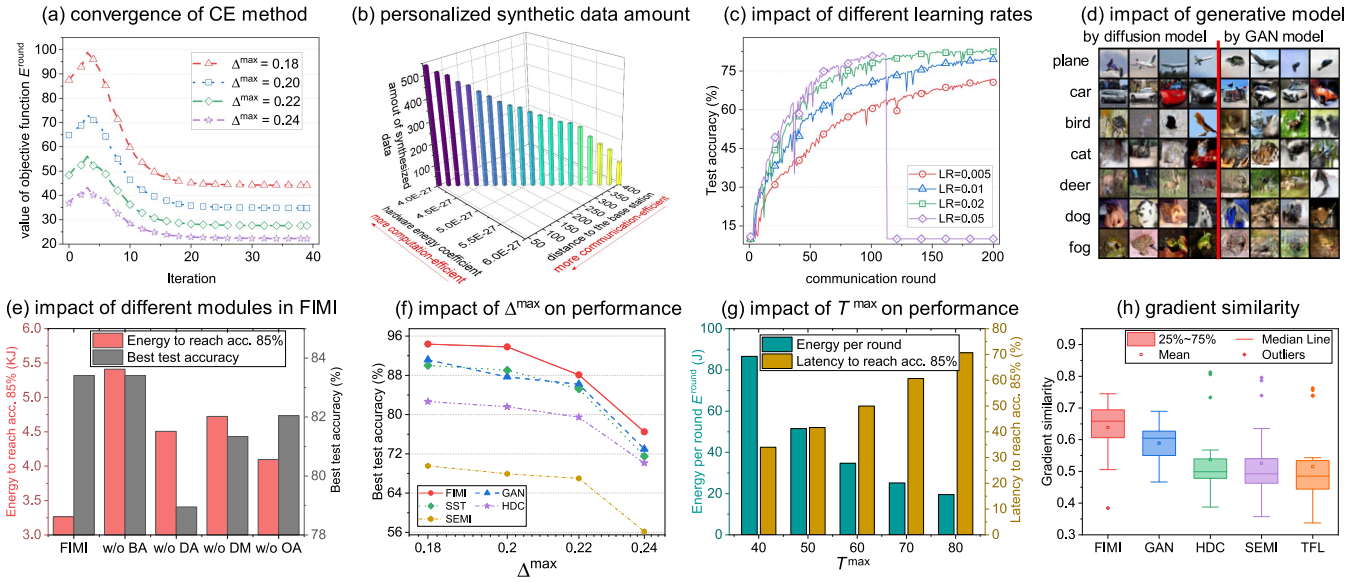 (a) convergence of CE method
value of objective function E^round
100
90
80
70
60
50
40
30
20
Δ^max = 0.18
Δ^max = 0.20
Δ^max = 0.22
Δ^max = 0.24
0 10 20 30 40
Iteration
(b) personalized synthetic data amount
amount of synthesized
data
500
400
300
200
100
4.0E-27
4.5E-27
5.0E-27
5.5E-27
6.0E-27
hardware energy coefficient
more computation-efficient
50
100
150
200
250
300
350
400
distance to the base station
more communication-efficient
(c) impact of different learning rates
Test accuracy (%)
75
60
45
30
15
LR=0.005
LR=0.01
LR=0.02
LR=0.05
0 50 100 150 200
communication round
(d) impact of generative model
by diffusion model
by GAN model
plane
car
bird
cat
deer
dog
fog
(e) impact of different modules in FIMI
Energy to reach acc. 85% (KJ)
6.0
5.5
5.0
4.5
4.0
3.5
3.0
Energy to reach acc. 85%
Best test accuracy
84
82
80
78
Best test accuracy (%)
FIMI w/o BA w/o DA w/o DM w/o OA
(f) impact of Δ^max on performance
Best test accuracy (%)
96
88
80
72
64
56
FIMI
GAN
SST
HDC
SEMI
0.18 0.2 0.22 0.24
Δ^max
(g) impact of T^max on performance
Energy per round E^round (J)
100
80
60
40
20
0
Energy per round
Latency to reach acc. 85%
80
70
60
50
40
30
20
10
0
Latency to reach acc. 85% (%)
40 50 60 70 80
T^max
(h) gradient similarity
Gradient similarity
0.9
0.8
0.7
0.6
0.5
0.4
0.3
25%~75%
Median Line
Mean
Outliers
FIMI GAN HDC SEMI TFL